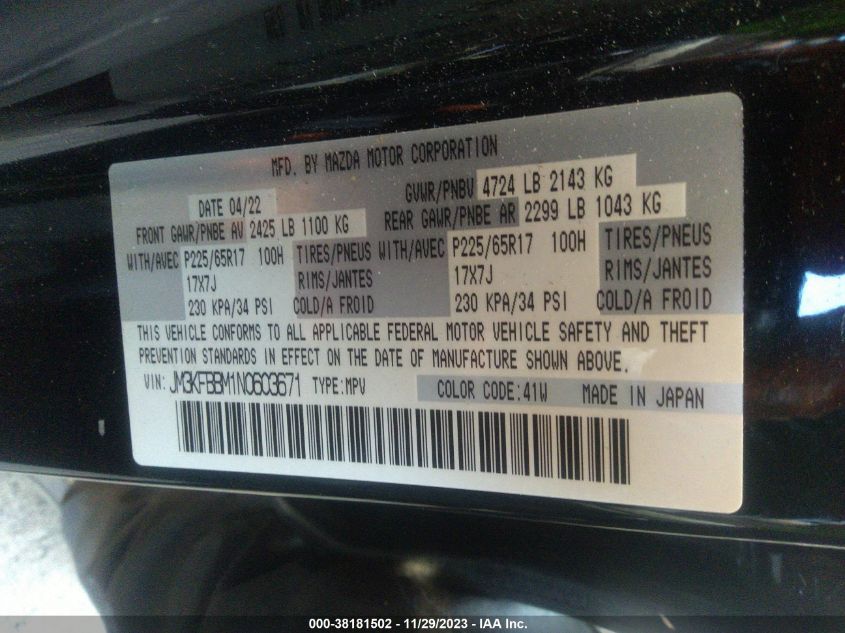 MFD. BY MAZDA MOTOR CORPORATION
DATE 04/22
GVWR/PNBV 4724 LB 2143 KG
FRONT GAWR/PNBE AV 2425 LB 1100 KG
REAR GAWR/PNBE AR 2299 LB 1043 KG
WITH/AVEC P225/65R17 100H TIRES/PNEUS WITH/AVEC P225/65R17 100H TIRES/PNEUS
17X7J RIMS/JANTES 17X7J RIMS/JANTES
230 KPA/34 PSI COLD/A FROID 230 KPA/34 PSI COLD/A FROID
THIS VEHICLE CONFORMS TO ALL APPLICABLE FEDERAL MOTOR VEHICLE SAFETY AND THEFT
PREVENTION STANDARDS IN EFFECT ON THE DATE OF MANUFACTURE SHOWN ABOVE.
VIN: JM3KFBBM1N0603671 TYPE:MPV COLOR CODE:41W MADE IN JAPAN
000-38181502 - 11/29/2023 - IAA Inc.